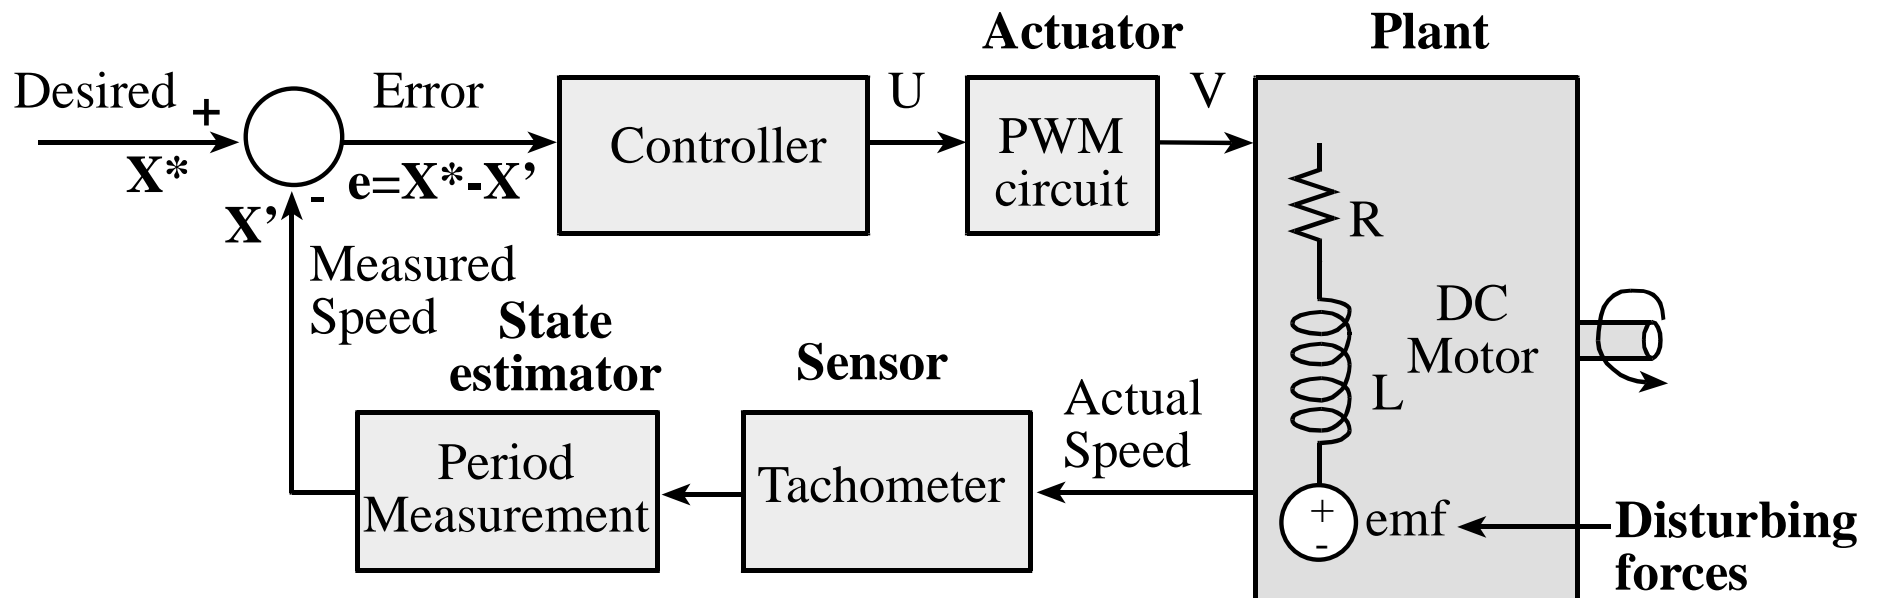 Actuator
Plant
Desired
+
X*
Error
e=X*-X’
-
X’
Controller
U
PWM
circuit
V
R
L
DC
Motor
+
-
emf
Disturbing
forces
Actual
Speed
Sensor
Tachometer
State
estimator
Period
Measurement
Measured
Speed